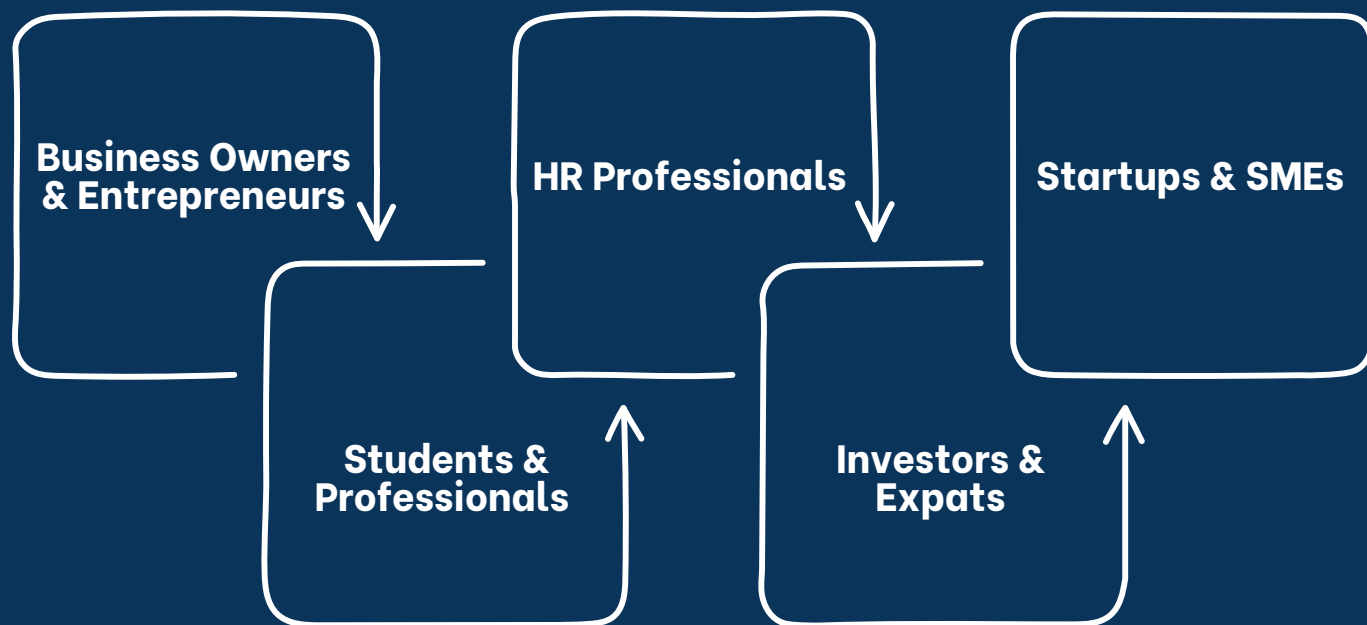 Business Owners
& Entrepreneurs
Students &
Professionals
HR Professionals
Investors &
Expats
Startups & SMEs